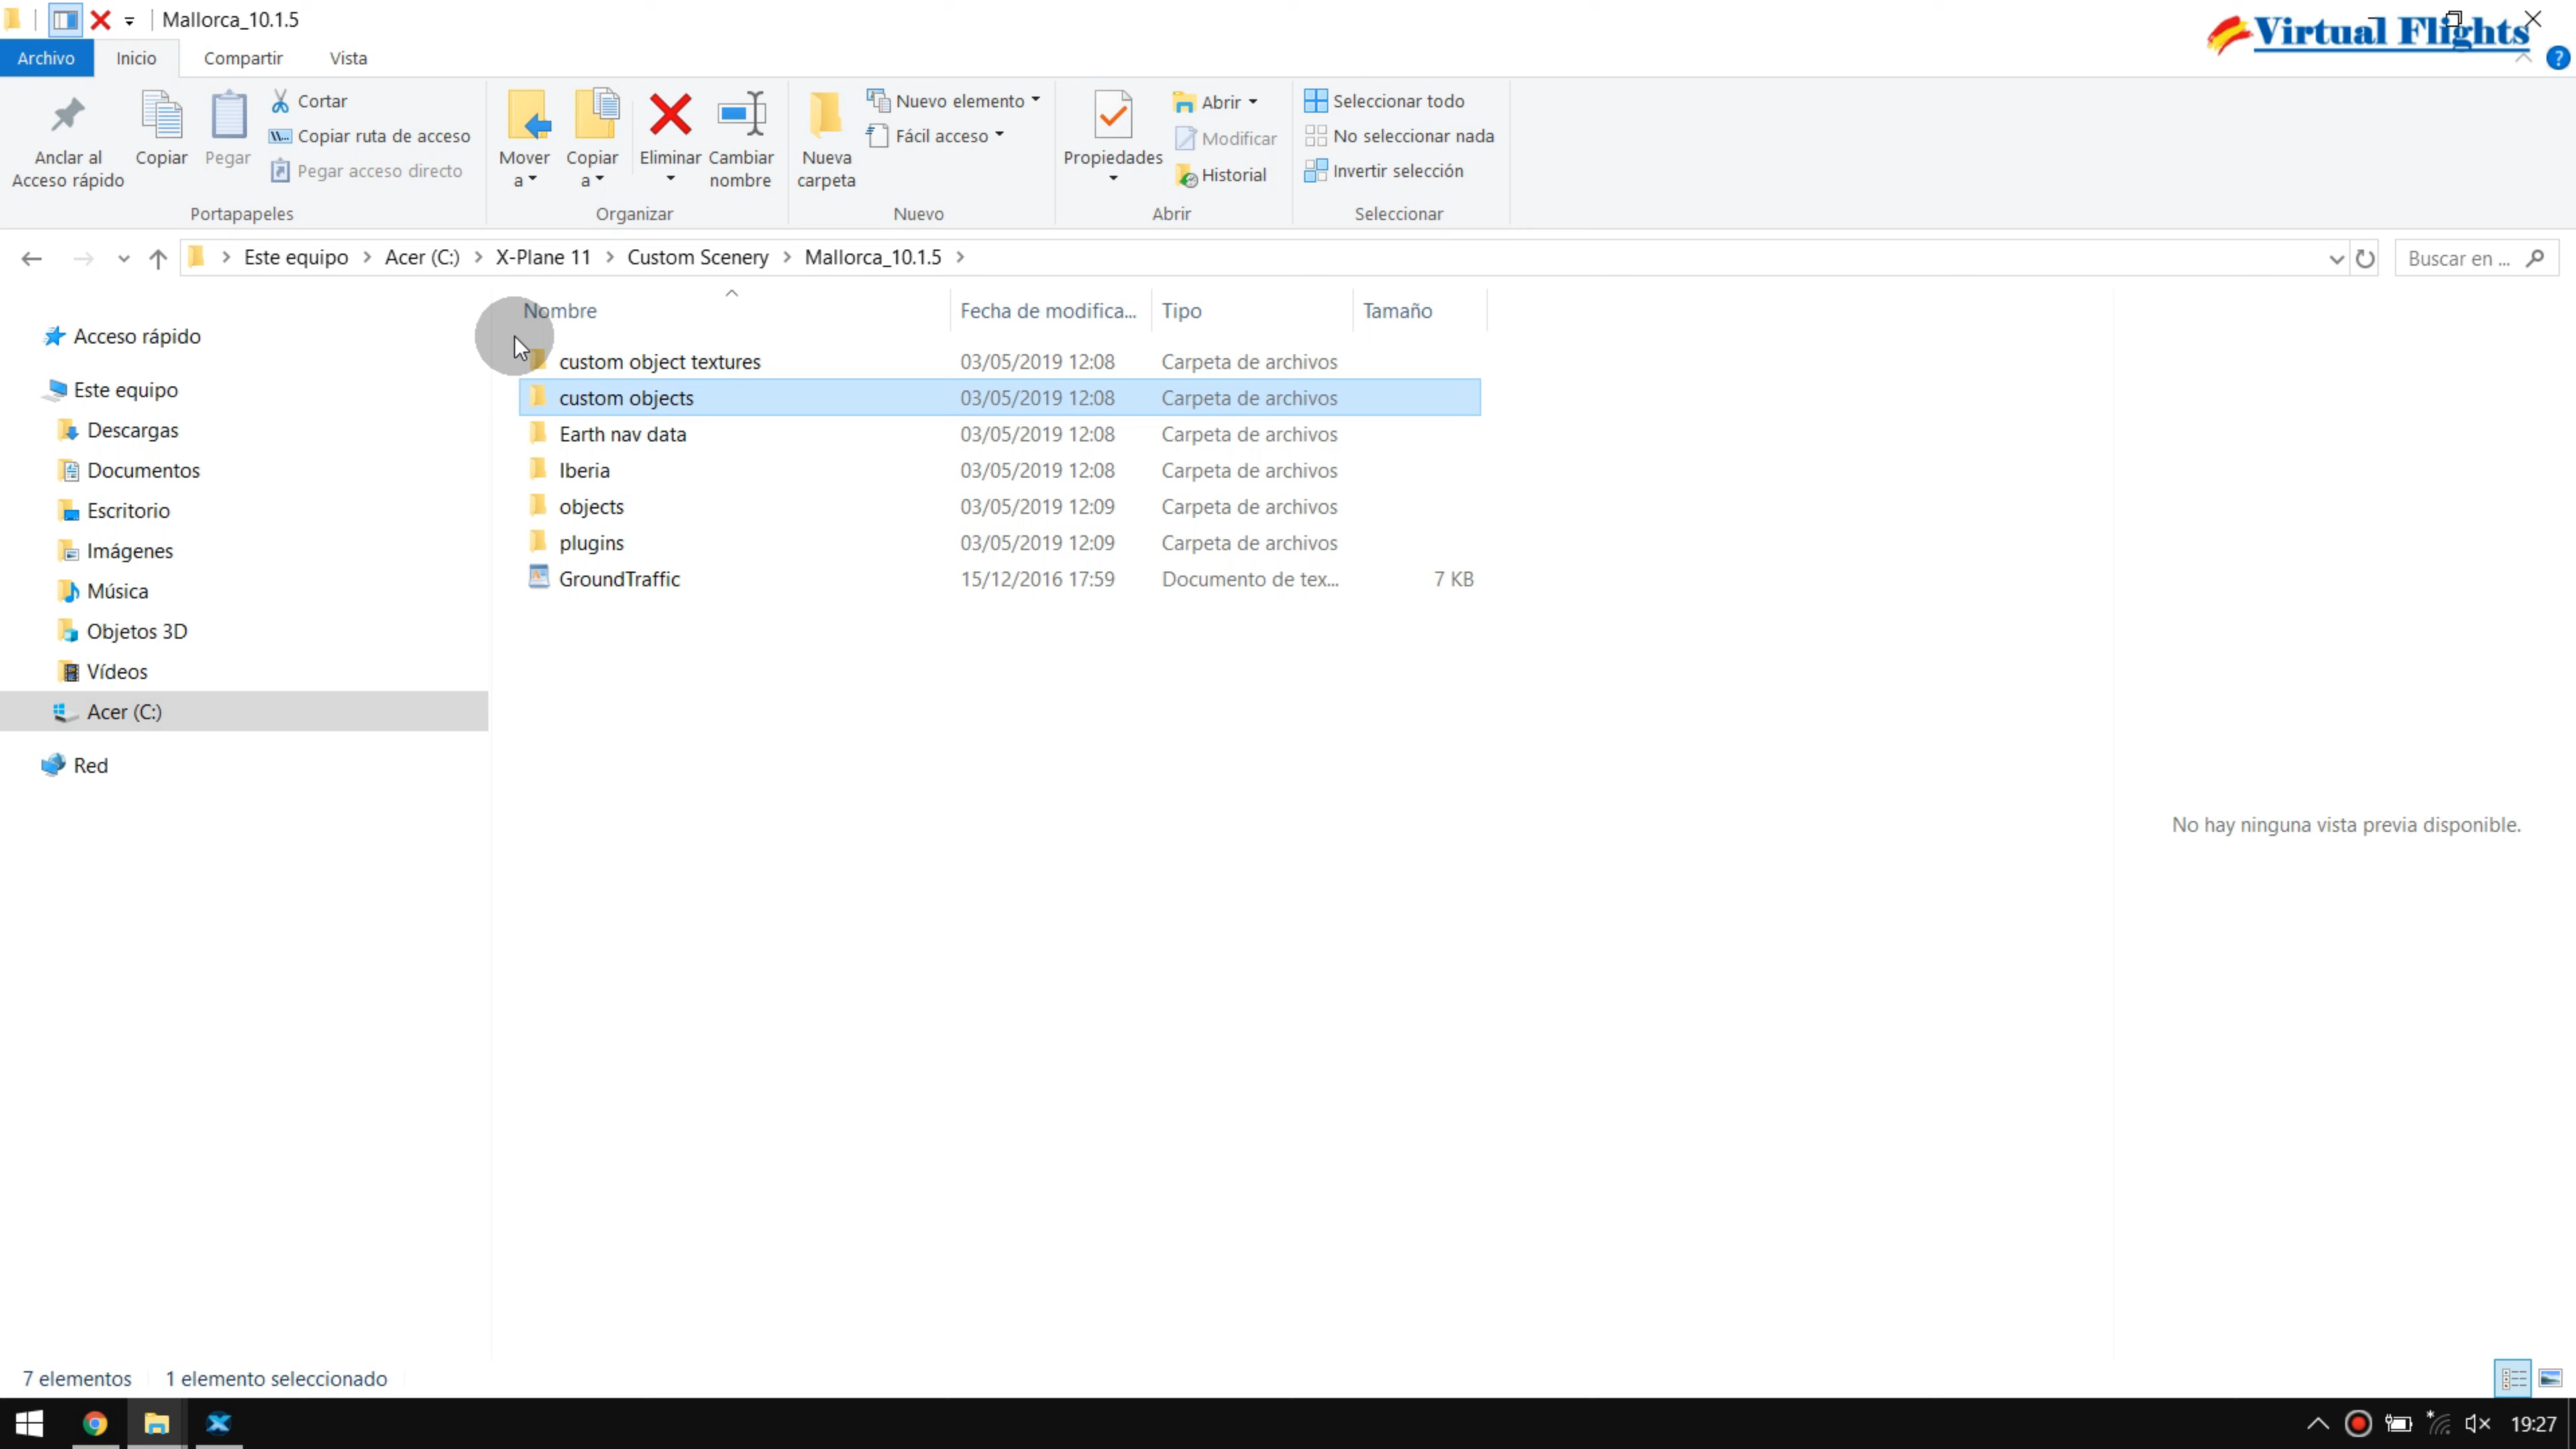 Mallorca_10.1.5
Virtual Flights
Archivo Inicio Compartir Vista
Anclar al Acceso rápido
Copiar
Pegar
Cortar
Copiar ruta de acceso
Pegar acceso directo
Portapapeles
Mover a
Copiar a
Eliminar
Cambiar nombre
Organizar
Nueva carpeta
Nuevo elemento
Fácil acceso
Nuevo
Propiedades
Abrir
Modificar
Historial
Abrir
Seleccionar todo
No seleccionar nada
Invertir selección
Seleccionar
Este equipo > Acer (C:) > X-Plane 11 > Custom Scenery > Mallorca_10.1.5 >
Buscar en ...
Acceso rápido
Este equipo
Descargas
Documentos
Escritorio
Imágenes
Música
Objetos 3D
Vídeos
Acer (C:)
Red
Nombre Fecha de modifica... Tipo Tamaño
custom object textures 03/05/2019 12:08 Carpeta de archivos
custom objects 03/05/2019 12:08 Carpeta de archivos
Earth nav data 03/05/2019 12:08 Carpeta de archivos
Iberia 03/05/2019 12:08 Carpeta de archivos
objects 03/05/2019 12:09 Carpeta de archivos
plugins 03/05/2019 12:09 Carpeta de archivos
GroundTraffic 15/12/2016 17:59 Documento de tex... 7 KB
No hay ninguna vista previa disponible.
7 elementos 1 elemento seleccionado
19:27